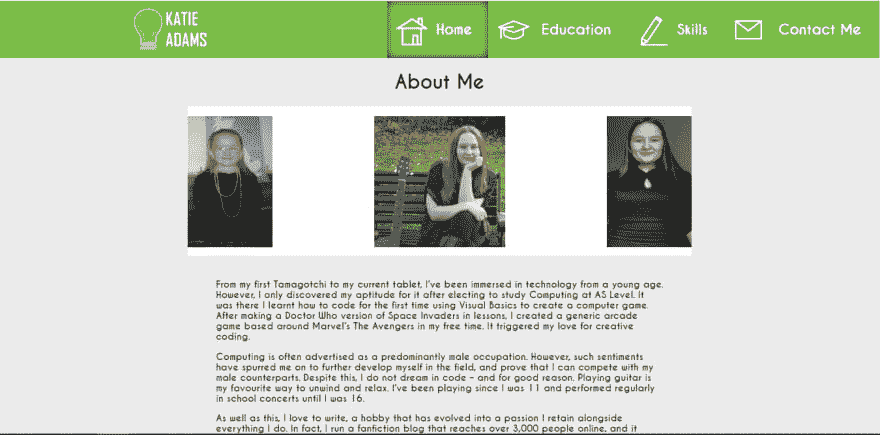 KATIE
ADAMS
Home
Education
Skills
Contact Me
About Me
From my first Tamagotchi to my current tablet, I've been immersed in technology from a young age.
However, I only discovered my aptitude for it after electing to study Computing at AS Level. It
was there I learnt how to code for the first time using Visual Basics to create a computer game.
After making a Doctor Who version of Space Invaders in lessons, I created a generic arcade
game based around Marvel's The Avengers in my free time. It triggered my love for creative
coding.
Computing is often advertised as a predominantly male occupation. However, such sentiments
have spurred me on to further develop myself in the field, and prove that I can compete with my
male counterparts. Despite this, I do not dream in code - and for good reason. Playing guitar is
my favourite way to unwind and relax. I've been playing since I was 11 and performed regularly
in school concerts until I was 16.
As well as this, I love to write, a hobby that has evolved into a passion I retain alongside
everything I do. In fact, I run a fanfiction blog that reaches over 3,000 people online, and it